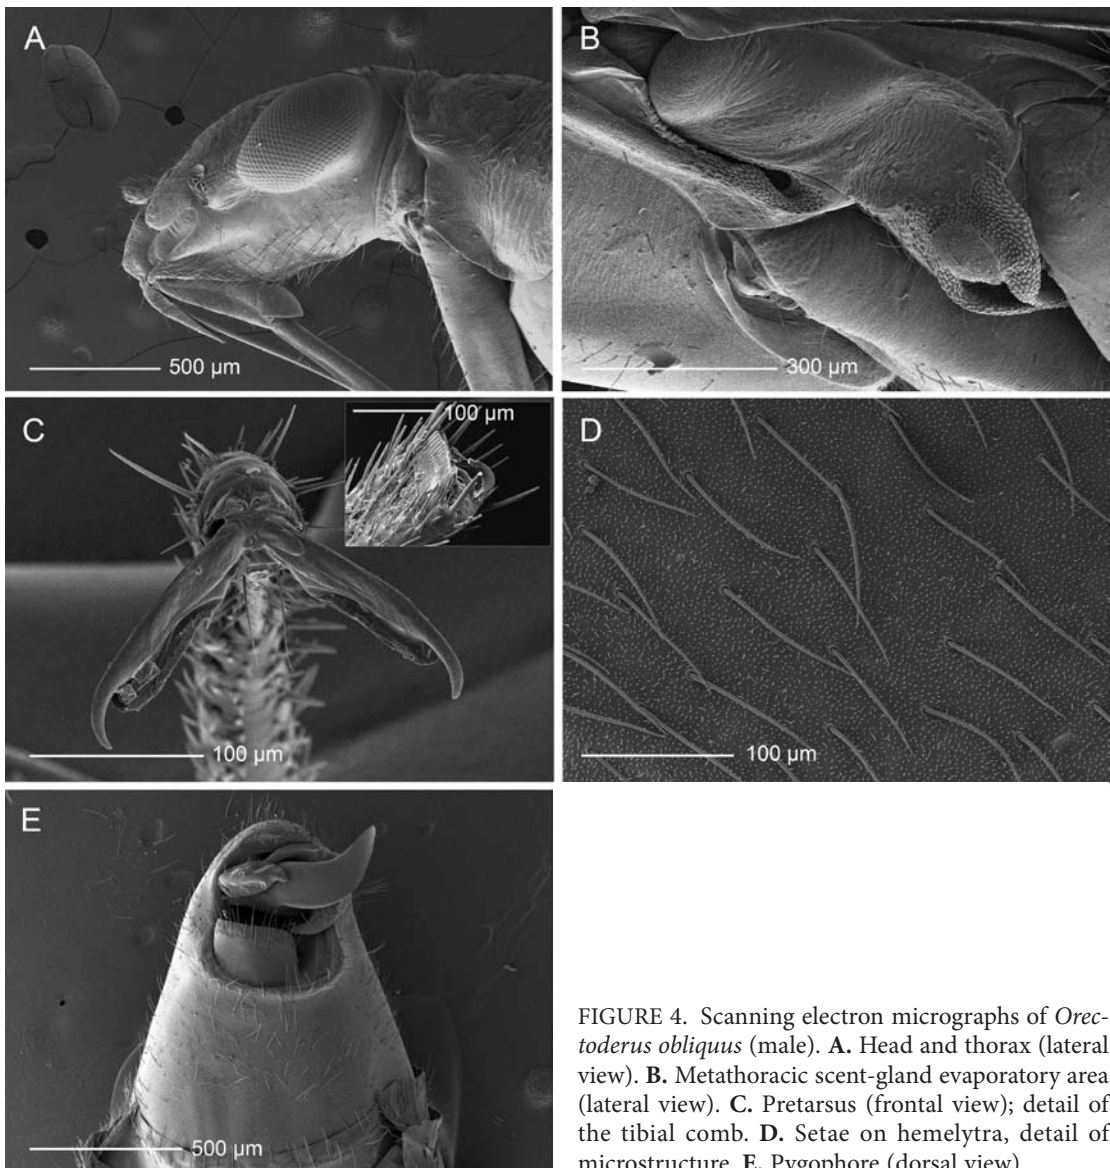 A
B
500 µm
300 µm
C
100 µm
D
100 µm
100 µm
E
500 µm
FIGURE 4. Scanning electron micrographs of Orec-
toderus obliquus (male). A. Head and thorax (lateral
view). B. Metathoracic scent-gland evaporatory area
(lateral view). C. Pretarsus (frontal view); detail of
the tibial comb. D. Setae on hemelytra, detail of
microstructure. E. Pygophore (dorsal view)